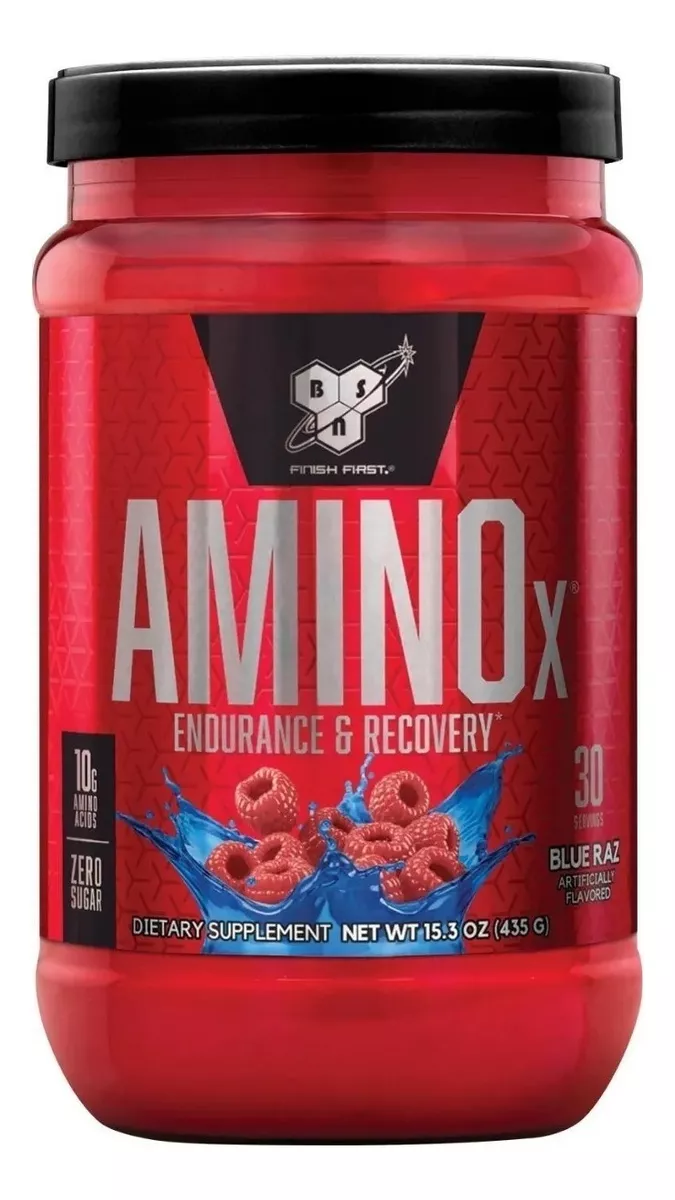 B S
N
FINISH FIRST.®
AMINOx®
ENDURANCE & RECOVERY*
10G
AMINO
ACIDS
ZERO
SUGAR
30
SERVINGS
BLUE RAZ
ARTIFICIALLY
FLAVORED
DIETARY SUPPLEMENT NET WT 15.3 OZ (435 G)